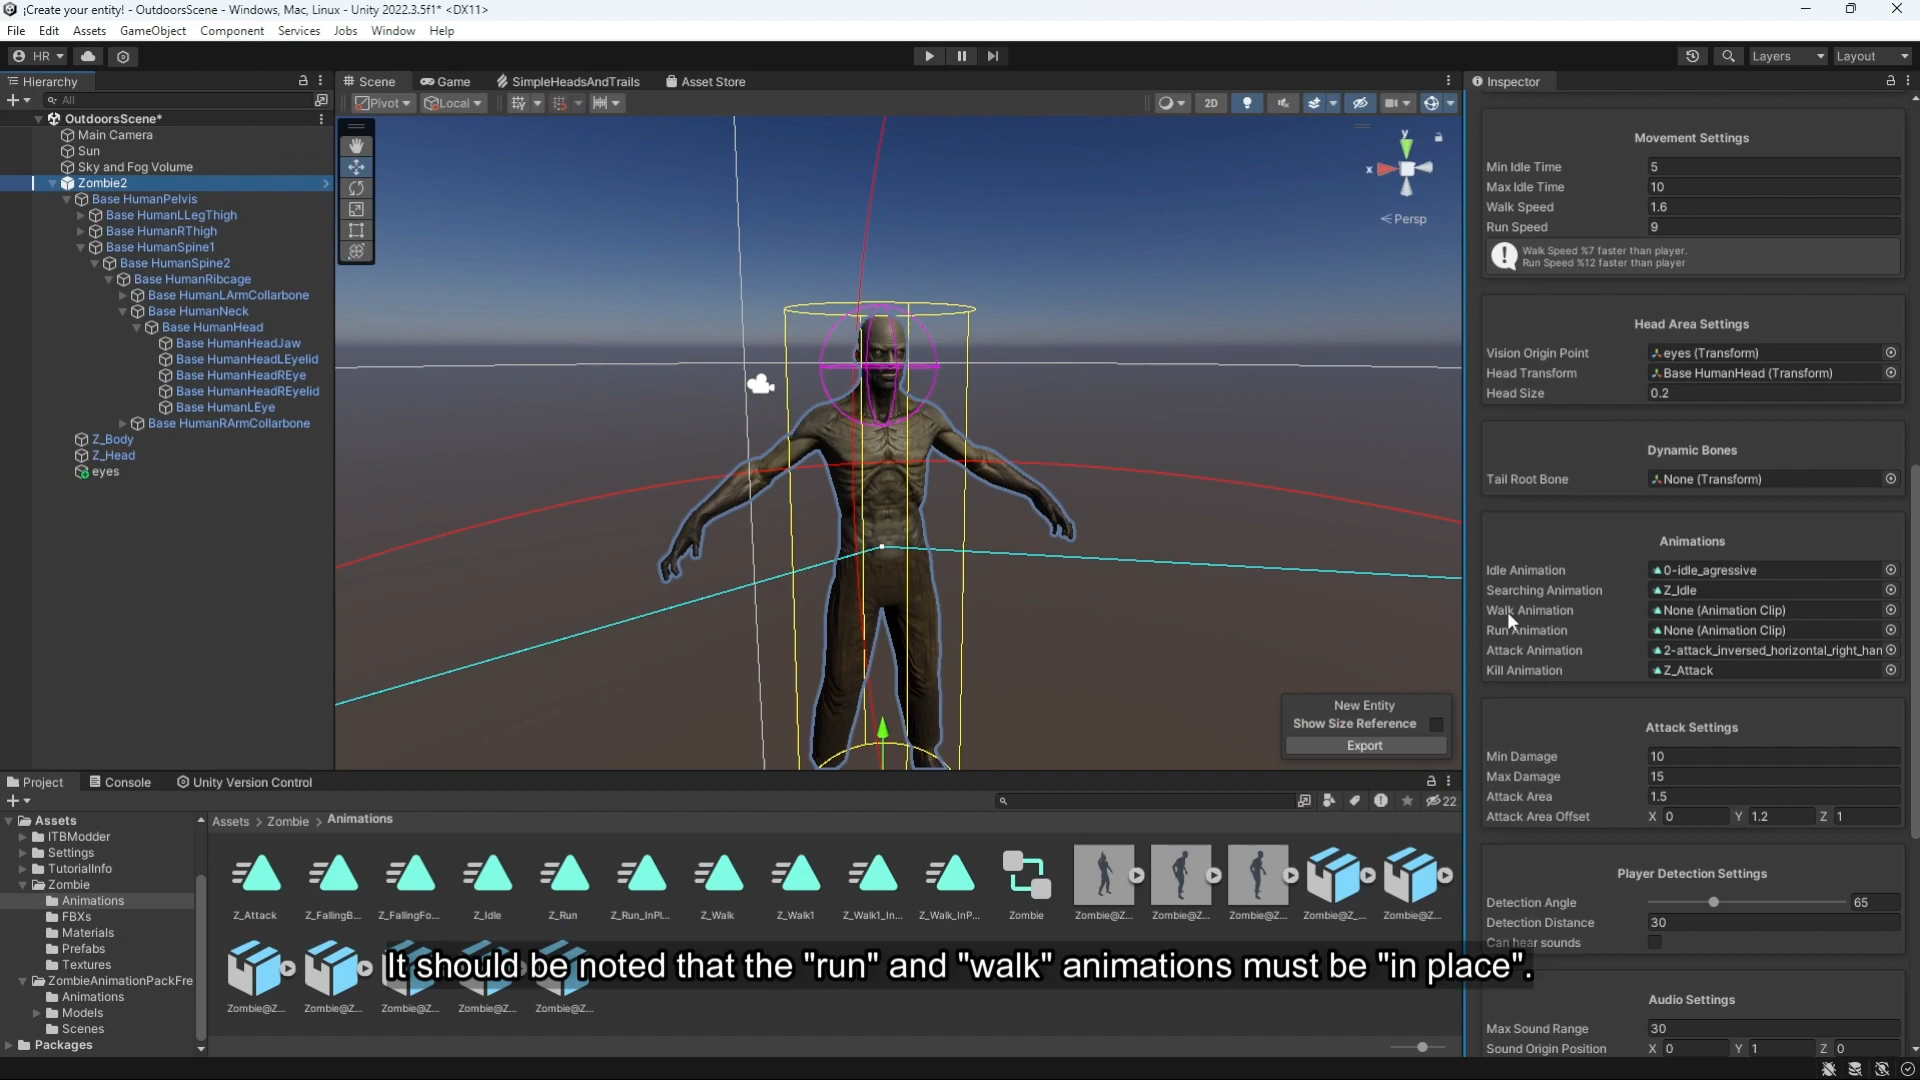 ¡Create your entity! - OutdoorsScene - Windows, Mac, Linux - Unity 2022.3.5f1* <DX11>
File Edit Assets GameObject Component Services Jobs Window Help
HR Layers Layout
Hierarchy
All
OutdoorsScene*
Main Camera
Sun
Sky and Fog Volume
Zombie2
Base HumanPelvis
Base HumanLLegThigh
Base HumanRThigh
Base HumanSpine1
Base HumanSpine2
Base HumanRibcage
Base HumanLArmCollarbone
Base HumanNeck
Base HumanHead
Base HumanHeadJaw
Base HumanHeadLEyelid
Base HumanHeadREye
Base HumanHeadREyelid
Base HumanLEye
Base HumanRArmCollarbone
Z_Body
Z_Head
eyes
Scene Game SimpleHeadsAndTrails Asset Store
Pivot Local 2D
y
x
Persp
New Entity
Show Size Reference
Export
Inspector
Movement Settings
Min Idle Time 5
Max Idle Time 10
Walk Speed 1.6
Run Speed 9
Walk Speed %7 faster than player.
Run Speed %12 faster than player
Head Area Settings
Vision Origin Point eyes (Transform)
Head Transform Base HumanHead (Transform)
Head Size 0.2
Dynamic Bones
Tail Root Bone None (Transform)
Animations
Idle Animation 0-idle_agressive
Searching Animation Z_Idle
Walk Animation None (Animation Clip)
Run Animation None (Animation Clip)
Attack Animation 2-attack_inversed_horizontal_right_han
Kill Animation Z_Attack
Attack Settings
Min Damage 10
Max Damage 15
Attack Area 1.5
Attack Area Offset X 0 Y 1.2 Z 1
Player Detection Settings
Detection Angle 65
Detection Distance 30
Can hear sounds
Audio Settings
Max Sound Range 30
Sound Origin Position X 0 Y 1 Z 0
Project Console Unity Version Control
22
Assets
ITBModder
Settings
TutorialInfo
Zombie
Animations
FBXs
Materials
Prefabs
Textures
ZombieAnimationPackFre
Animations
Models
Scenes
Packages
Assets > Zombie > Animations
Z_Attack Z_FallingB... Z_FallingFo... Z_Idle Z_Run Z_Run_InPl... Z_Walk Z_Walk1 Z_Walk1_In... Z_Walk_InP... Zombie Zombie@Z... Zombie@Z... Zombie@Z... Zombie@Z_... Zombie@Z...
Zombie@Z... Zombie@Z... Zombie@Z... Zombie@Z... Zombie@Z...
It should be noted that the "run" and "walk" animations must be "in place".